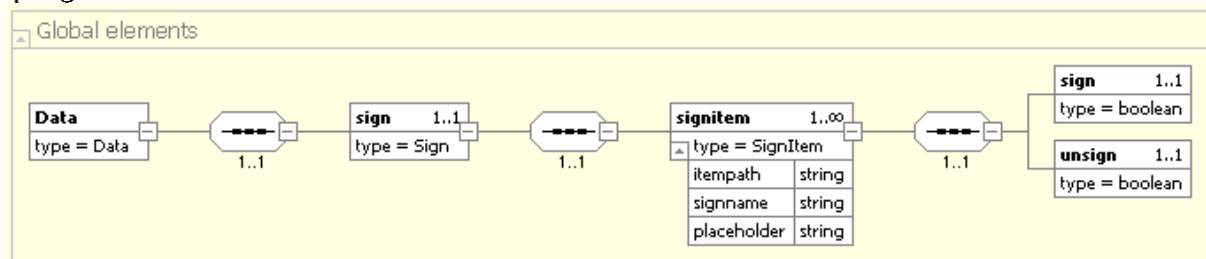 Global elements
Data
type = Data
1..1
sign 1..1
type = Sign
1..1
signitem 1..∞
type = SignItem
itempath string
signname string
placeholder string
1..1
sign 1..1
type = boolean
unsign 1..1
type = boolean